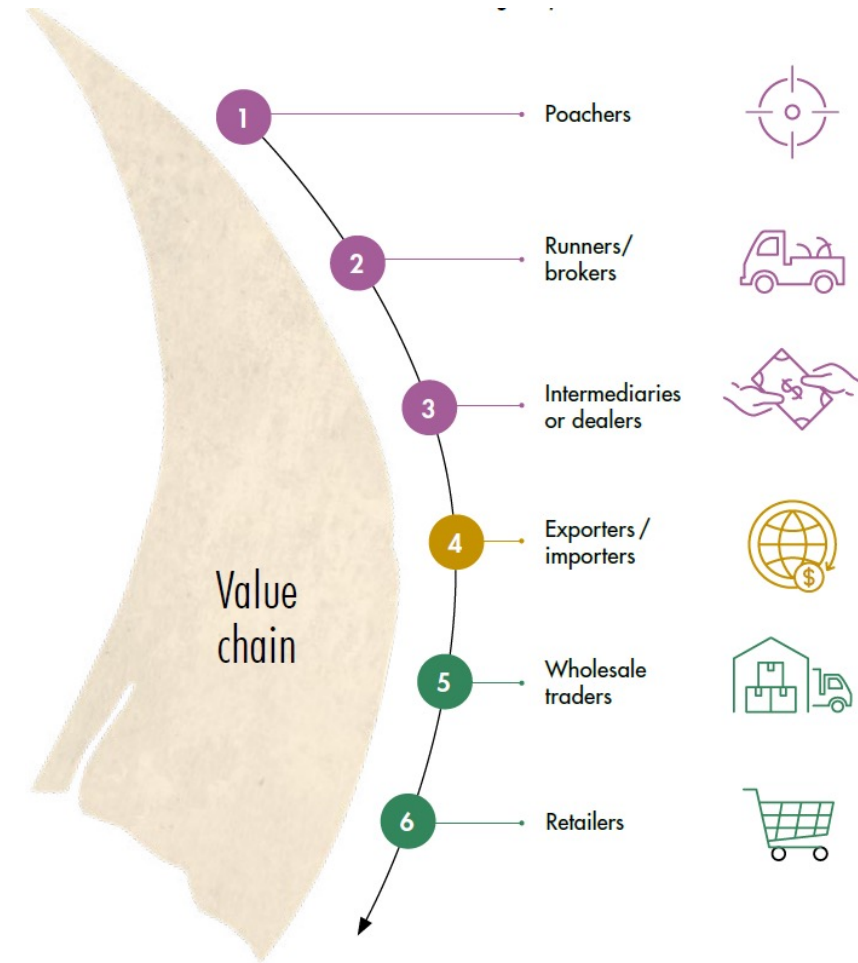 1
Poachers
2
Runners/
brokers
3
Intermediaries
or dealers
$
4
Exporters /
importers
$
Value
chain
5
Wholesale
traders
6
Retailers